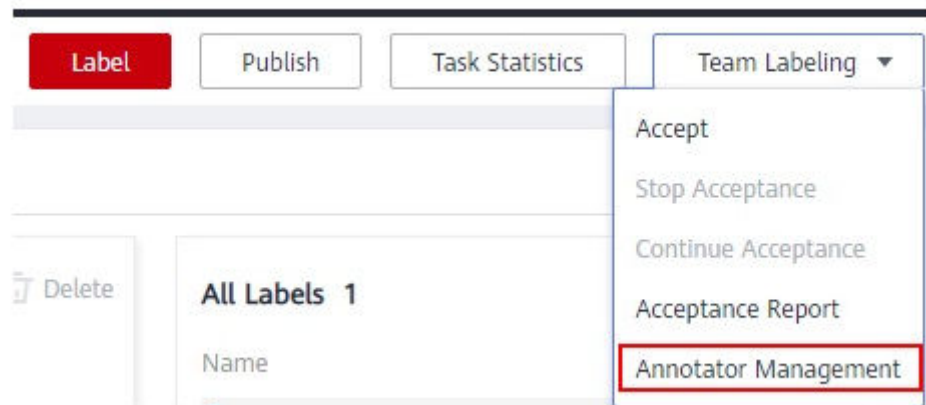 Label
Publish
Task Statistics
Team Labeling
Accept
Stop Acceptance
Continue Acceptance
Delete
All Labels 1
Acceptance Report
Name
Annotator Management